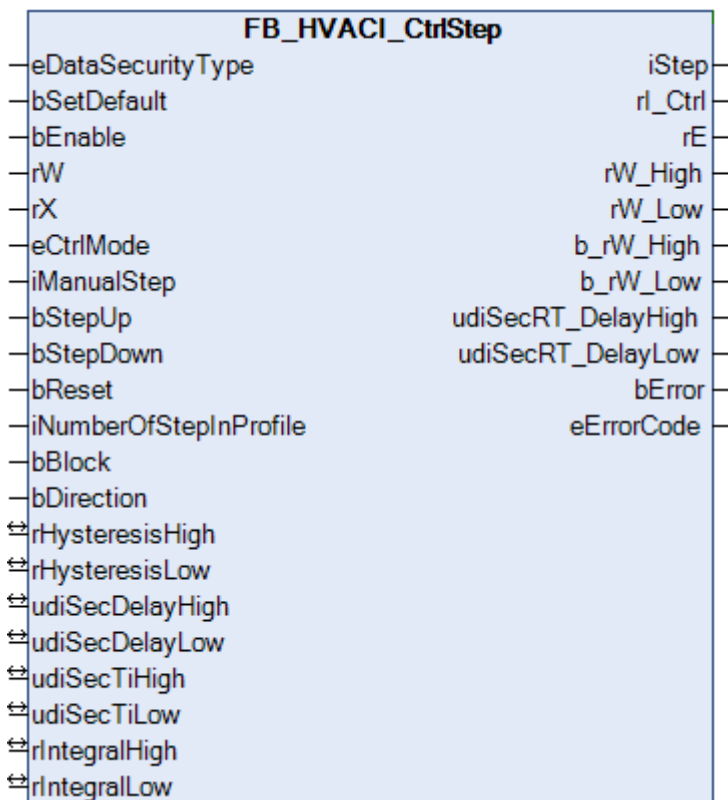 FB_HVACI_CtrlStep
eDataSecurityType iStep
bSetDefault rI_Ctrl
bEnable rE
rW rW_High
rX rW_Low
eCtrlMode b_rW_High
iManualStep b_rW_Low
bStepUp udiSecRT_DelayHigh
bStepDown udiSecRT_DelayLow
bReset bError
iNumberOfStepInProfile eErrorCode
bBlock
bDirection
rHysteresisHigh
rHysteresisLow
udiSecDelayHigh
udiSecDelayLow
udiSecTiHigh
udiSecTiLow
rIntegralHigh
rIntegralLow